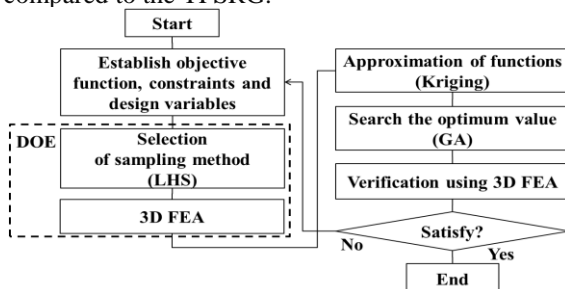 compared to the TFSRG.
Start
Establish objective
function, constraints and
design variables
DOE
Selection
of sampling method
(LHS)
3D FEA
Approximation of functions
(Kriging)
Search the optimum value
(GA)
Verification using 3D FEA
Satisfy?
No
Yes
End